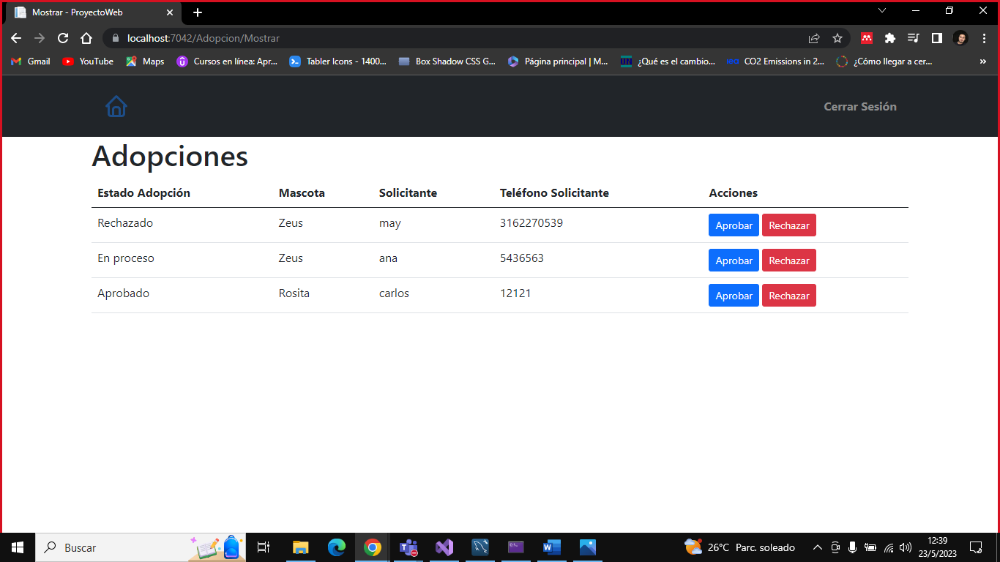 Mostrar - ProyectoWeb
localhost:7042/Adopcion/Mostrar
Gmail YouTube Maps Cursos en línea: Apr... Tabler Icons - 1400... Box Shadow CSS G... Página principal | M... UN ¿Qué es el cambio... CO2 Emissions in 2... ¿Cómo llegar a cer... »
Cerrar Sesión
Adopciones
Estado Adopción Mascota Solicitante Teléfono Solicitante Acciones
Rechazado Zeus may 3162270539 Aprobar Rechazar
En proceso Zeus ana 5436563 Aprobar Rechazar
Aprobado Rosita carlos 12121 Aprobar Rechazar
Buscar 26°C Parc. soleado 12:39
23/5/2023